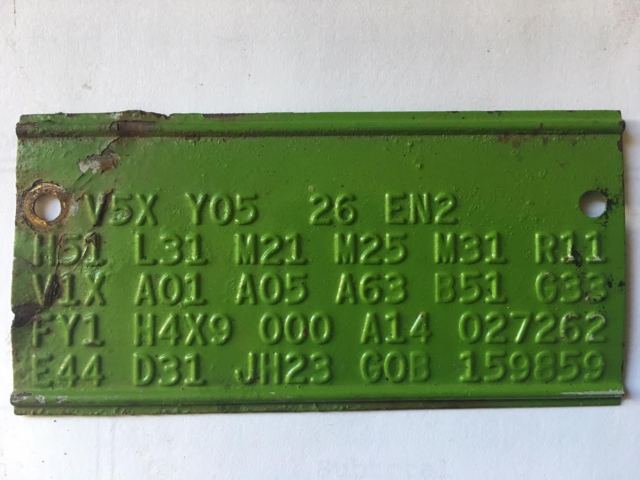 V5X Y05 26 EN2
H51 L31 M21 M25 M31 R11
V1X A01 A05 A63 B51 G33
FY1 H4X9 000 A14 027262
E44 D31 JH23 G0B 159859